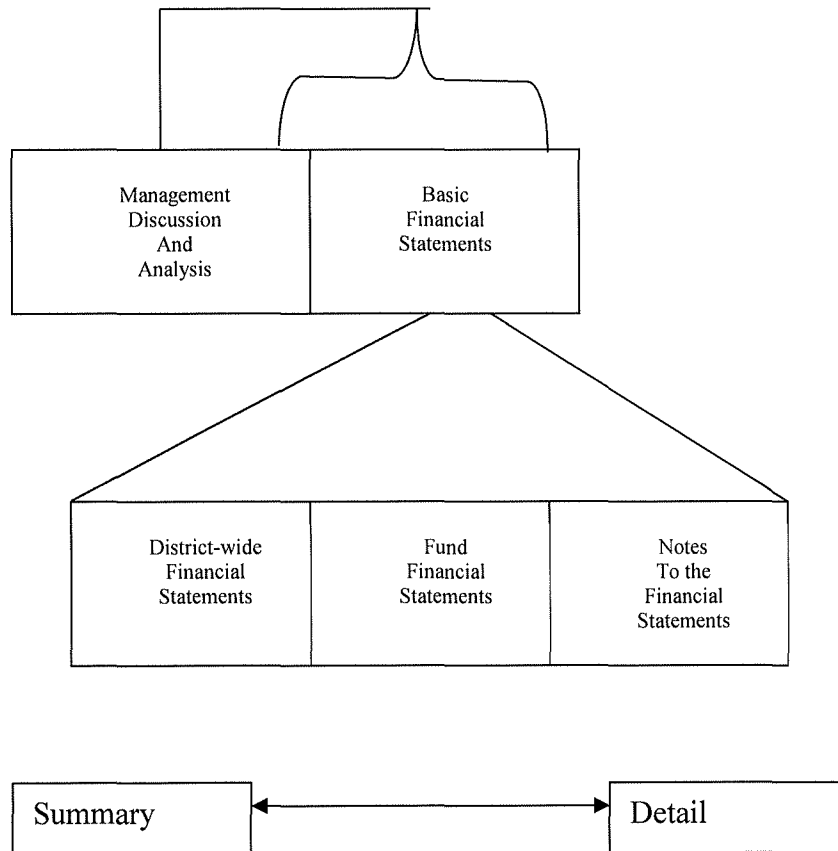 Management
Discussion
And
Analysis
Basic
Financial
Statements
District-wide
Financial
Statements
Fund
Financial
Statements
Notes
To the
Financial
Statements
Summary
Detail